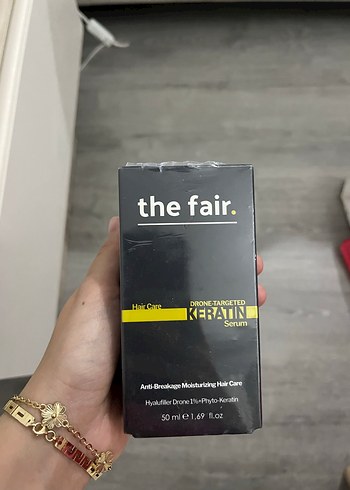 the fair.
Hair Care
DRONE-TARGETED
KERATIN
Serum
Anti-Breakage Moisturizing Hair Care
Hyalufiller Drone 1%+Phyto-Keratin
50 ml ℮ 1.69 fl.oz